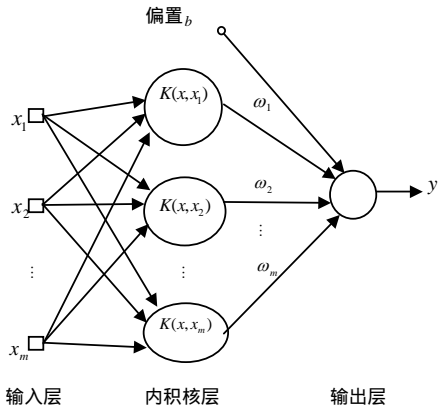 偏置b
K(x,x1)
ω1
x1
y
K(x,x2)
ω2
x2
⋮
⋮
⋮
ωm
K(x,xm)
xm
输入层 内积核层 输出层